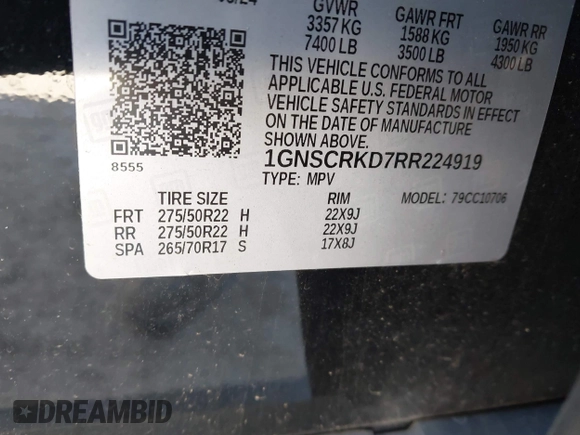 GVWR GAWR FRT GAWR RR
3357 KG 1588 KG 1950 KG
7400 LB 3500 LB 4300 LB
THIS VEHICLE CONFORMS TO ALL
APPLICABLE U.S. FEDERAL MOTOR
VEHICLE SAFETY STANDARDS IN EFFECT
ON THE DATE OF MANUFACTURE
SHOWN ABOVE.
8555 1GNSCRKD7RR224919
TYPE: MPV MODEL: 79CC10706
TIRE SIZE RIM
FRT 275/50R22 H 22X9J
RR 275/50R22 H 22X9J
SPA 265/70R17 S 17X8J
DREAMBID